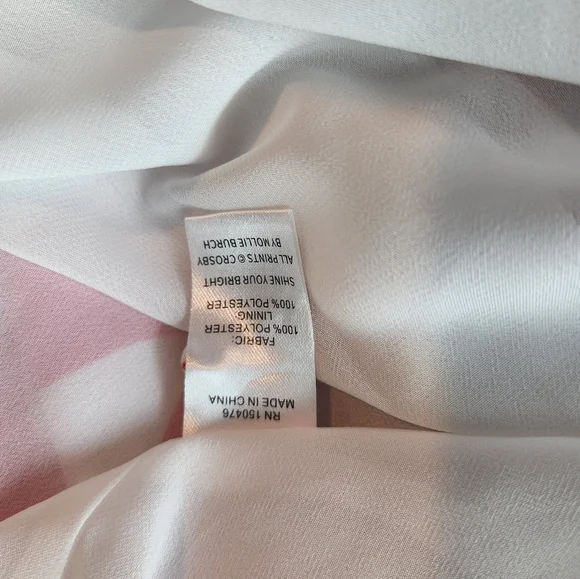 RN 150476
MADE IN CHINA
FABRIC:
100% POLYESTER
LINING:
100% POLYESTER
SHINE YOUR BRIGHT
ALL PRINTS © CROSBY
BY MOLLIE BURCH